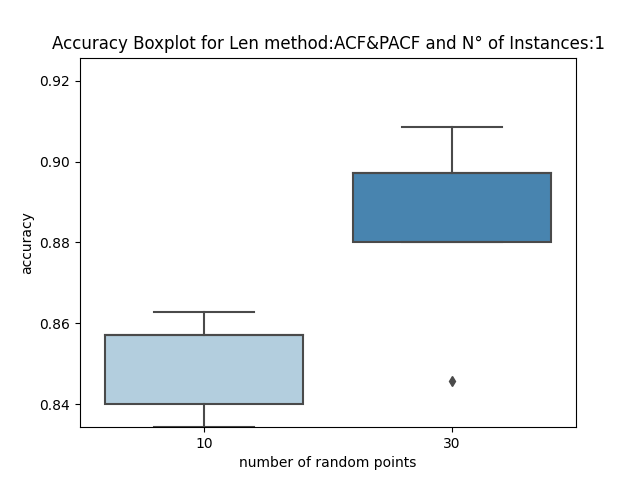 Accuracy Boxplot for Len method:ACF&PACF and N° of Instances:1
0.92
0.90
0.88
0.86
0.84
accuracy
10 30
number of random points